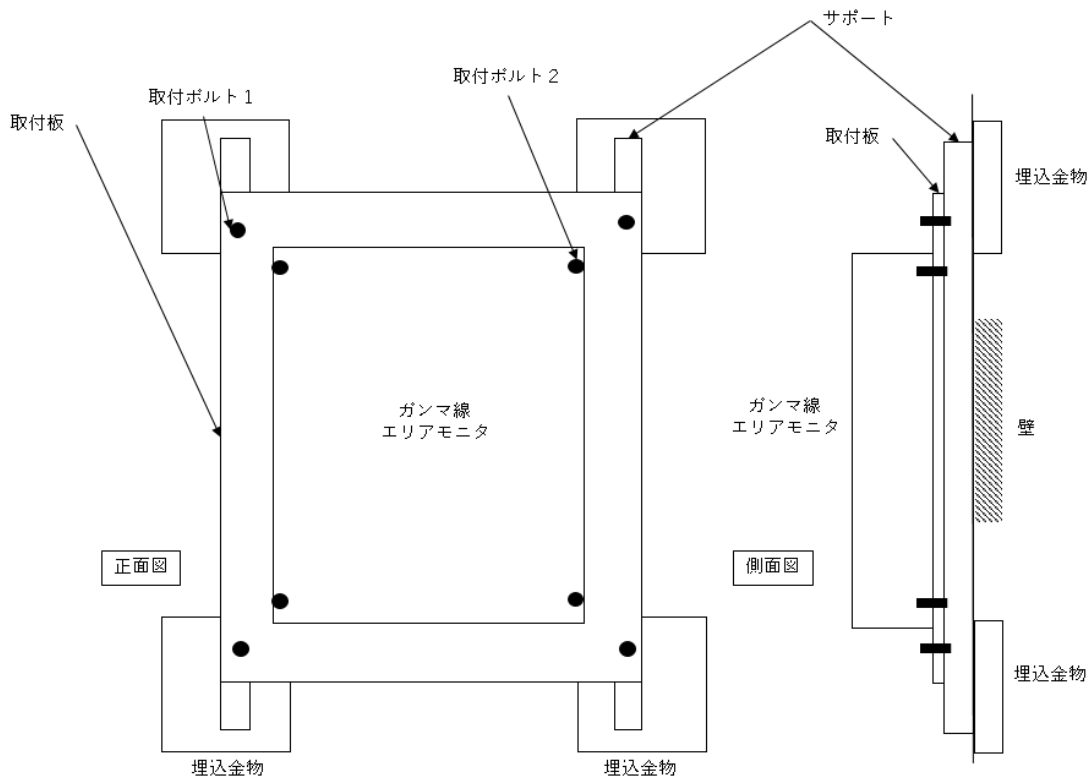 サポート
取付ボルト２
取付ボルト１
取付板
取付板
埋込金物
ガンマ線
エリアモニタ
ガンマ線
エリアモニタ
壁
正面図
側面図
埋込金物
埋込金物
埋込金物